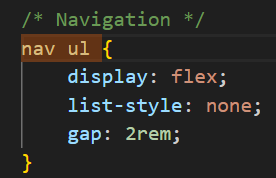 /* Navigation */
nav ul {
    display: flex;
    list-style: none;
    gap: 2rem;
}